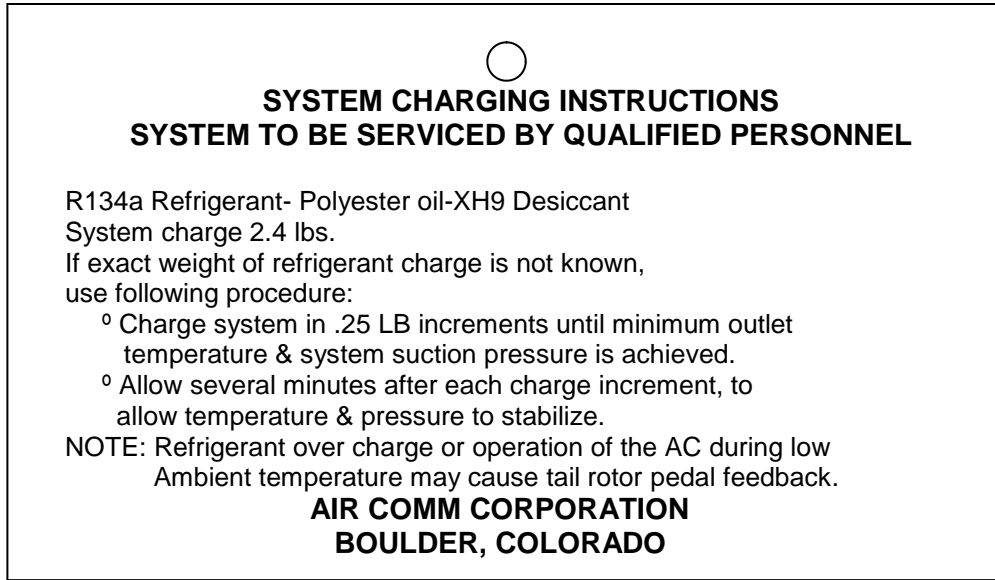 SYSTEM CHARGING INSTRUCTIONS
SYSTEM TO BE SERVICED BY QUALIFIED PERSONNEL
R134a Refrigerant- Polyester oil-XH9 Desiccant
System charge 2.4 lbs.
If exact weight of refrigerant charge is not known,
use following procedure:
º Charge system in .25 LB increments until minimum outlet
temperature & system suction pressure is achieved.
º Allow several minutes after each charge increment, to
allow temperature & pressure to stabilize.
NOTE: Refrigerant over charge or operation of the AC during low
Ambient temperature may cause tail rotor pedal feedback.
AIR COMM CORPORATION
BOULDER, COLORADO